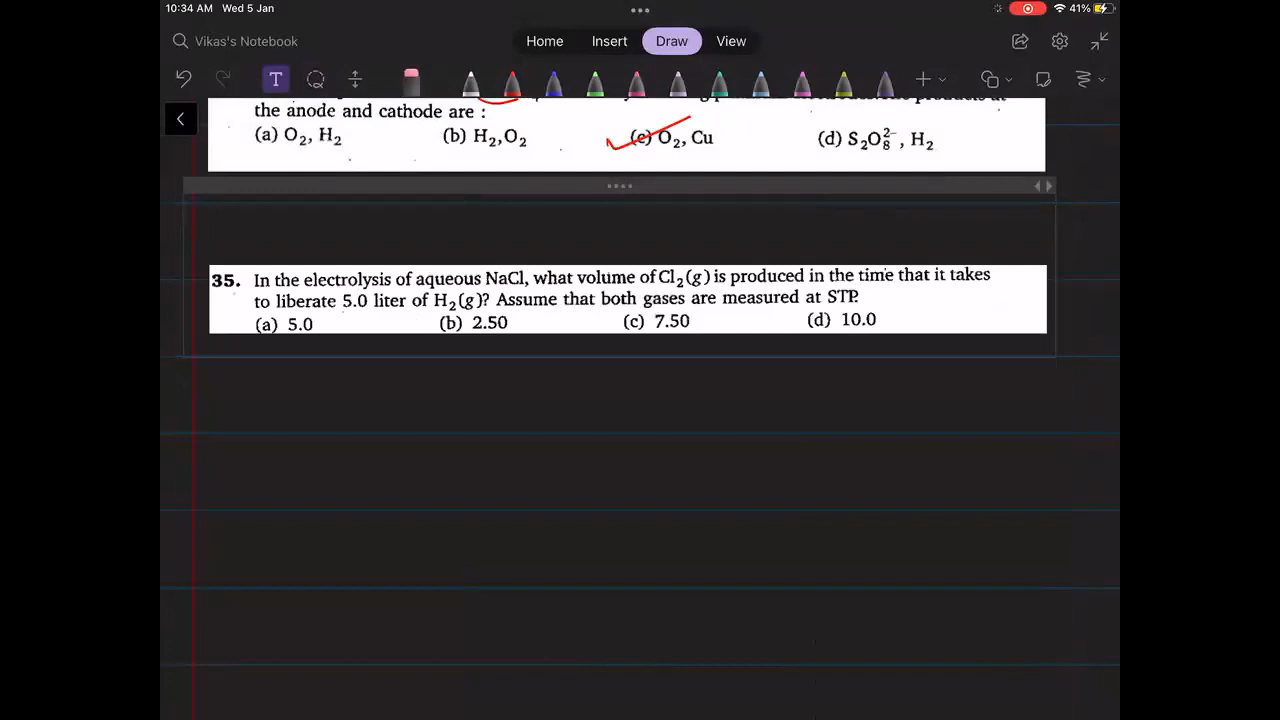 10:34 AM Wed 5 Jan
41%
Vikas's Notebook
Home Insert Draw View
the anode and cathode are :
(a) O₂, H₂ (b) H₂,O₂ (c) O₂, Cu (d) S₂O₈²⁻, H₂
35. In the electrolysis of aqueous NaCl, what volume of Cl₂(g) is produced in the time that it takes
to liberate 5.0 liter of H₂(g)? Assume that both gases are measured at STP.
(a) 5.0 (b) 2.50 (c) 7.50 (d) 10.0